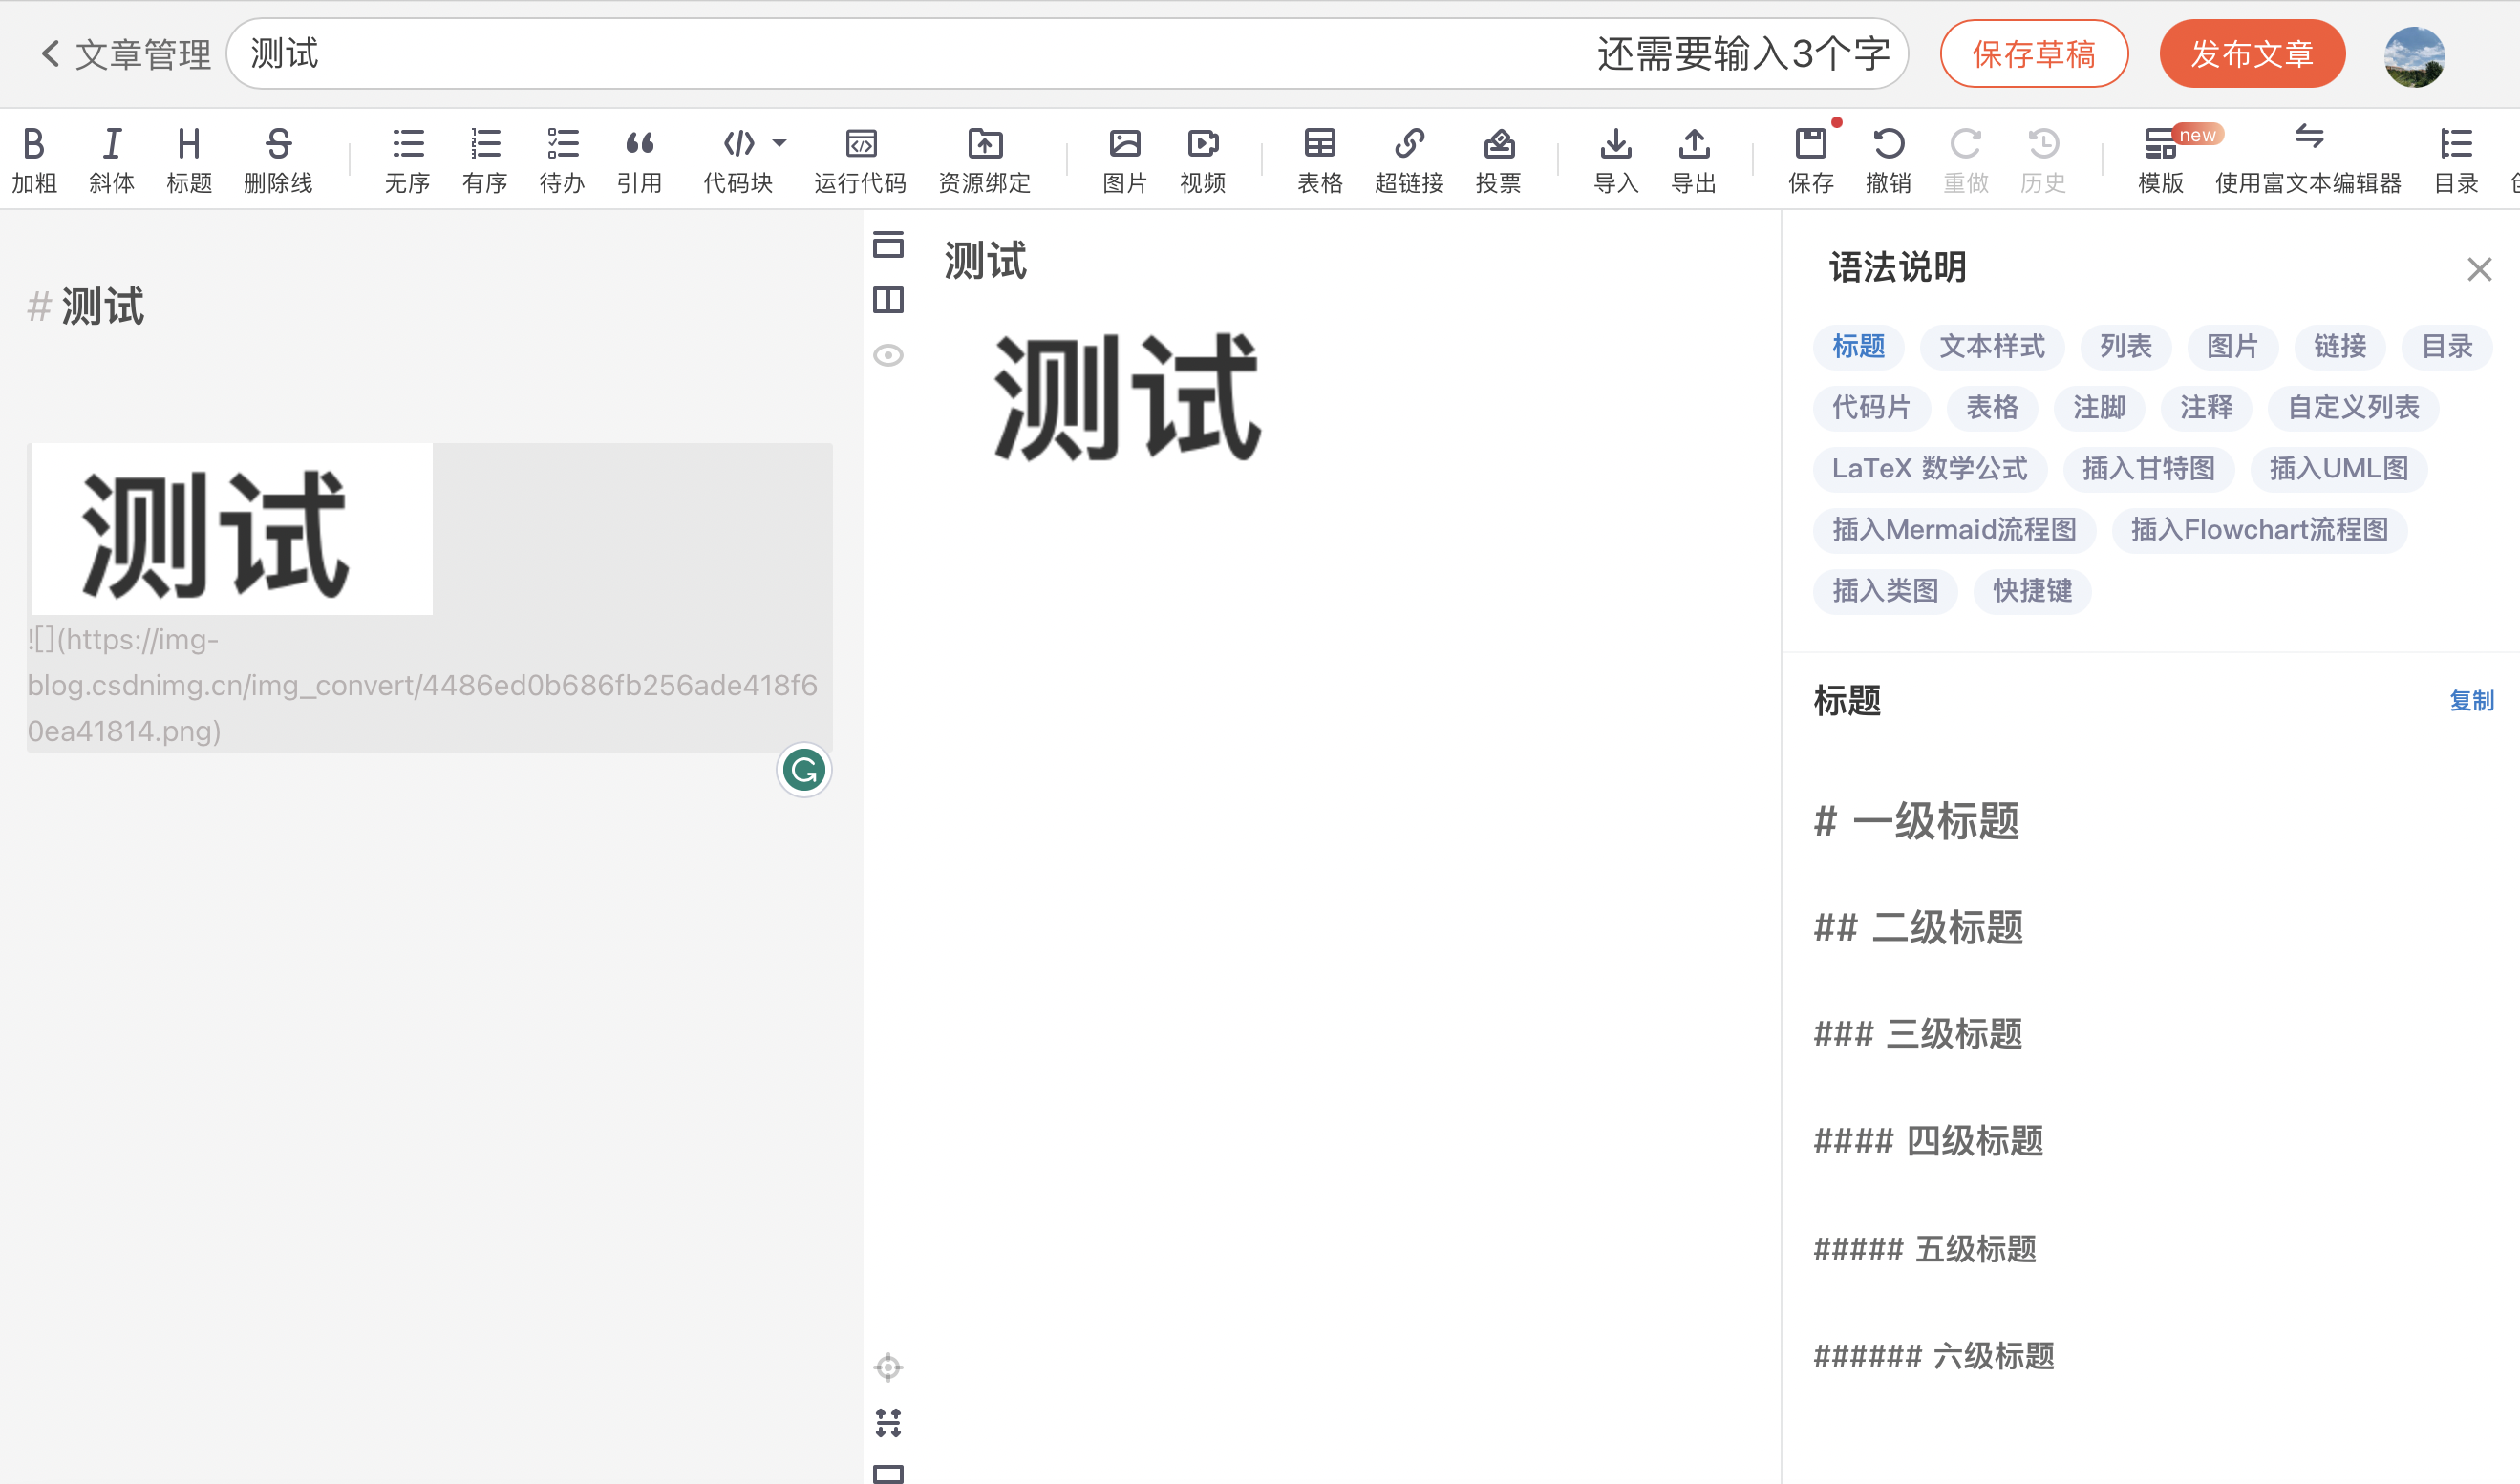 文章管理 测试 还需要输入3个字 保存草稿 发布文章
B I H S new
加粗 斜体 标题 删除线 无序 有序 待办 引用 代码块 运行代码 资源绑定 图片 视频 表格 超链接 投票 导入 导出 保存 撤销 重做 历史 模版 使用富文本编辑器 目录
# 测试
测试
![](https://img-
blog.csdnimg.cn/img_convert/4486ed0b686fb256ade418f6
0ea41814.png)
测试
测试
语法说明
标题 文本样式 列表 图片 链接 目录
代码片 表格 注脚 注释 自定义列表
LaTeX 数学公式 插入甘特图 插入UML图
插入Mermaid流程图 插入Flowchart流程图
插入类图 快捷键
标题 复制
# 一级标题
## 二级标题
### 三级标题
#### 四级标题
##### 五级标题
###### 六级标题